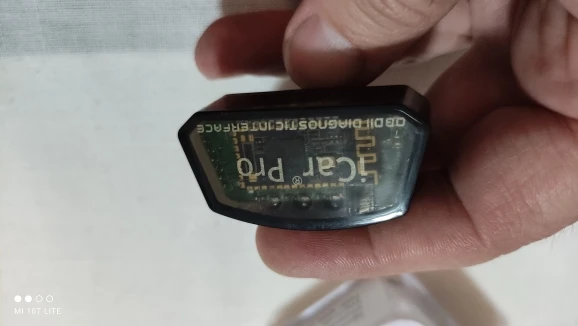 OBDII DIAGNOSTIC INTERFACE
iCar® Pro
MI 10T LITE